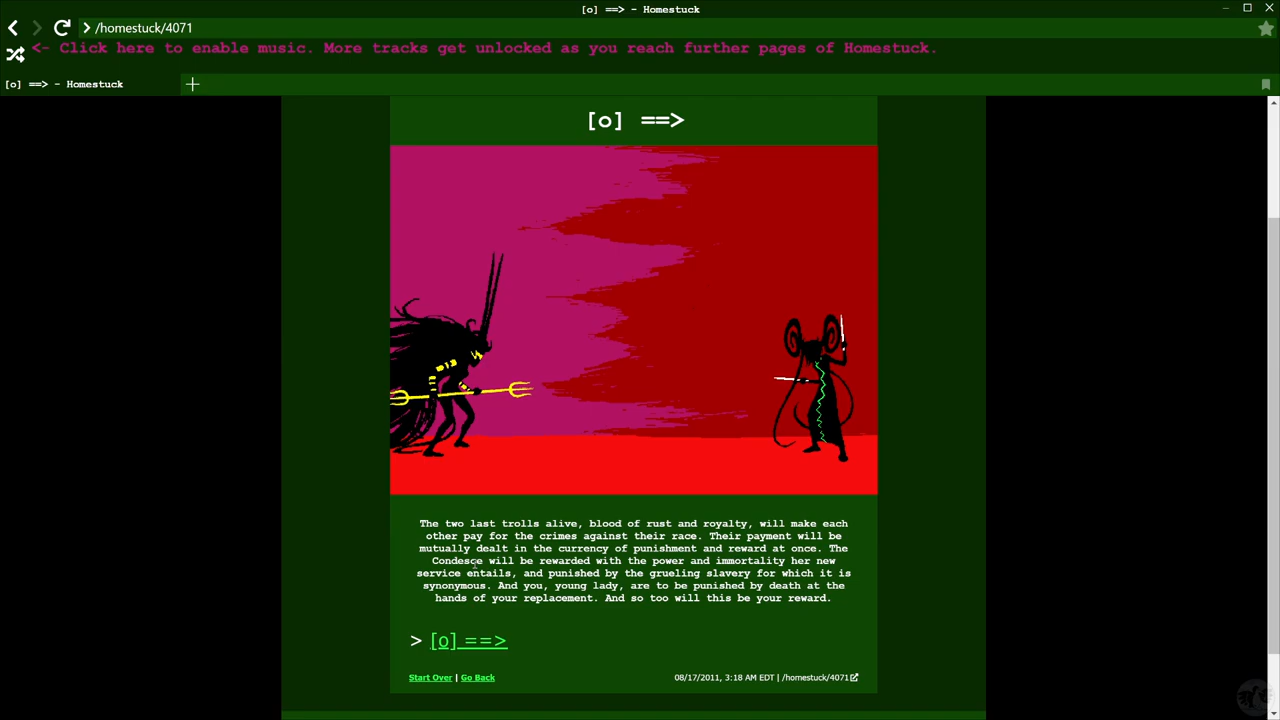 [o] ==> - Homestuck
/homestuck/4071
<- Click here to enable music. More tracks get unlocked as you reach further pages of Homestuck.
[o] ==> - Homestuck
[o] ==>
The two last trolls alive, blood of rust and royalty, will make each
other pay for the crimes against their race. Their payment will be
mutually dealt in the currency of punishment and reward at once. The
Condesce will be rewarded with the power and immortality her new
service entails, and punished by the grueling slavery for which it is
synonymous. And you, young lady, are to be punished by death at the
hands of your replacement. And so too will this be your reward.
> [o] ==>
Start Over | Go Back
08/17/2011, 3:18 AM EDT | /homestuck/4071